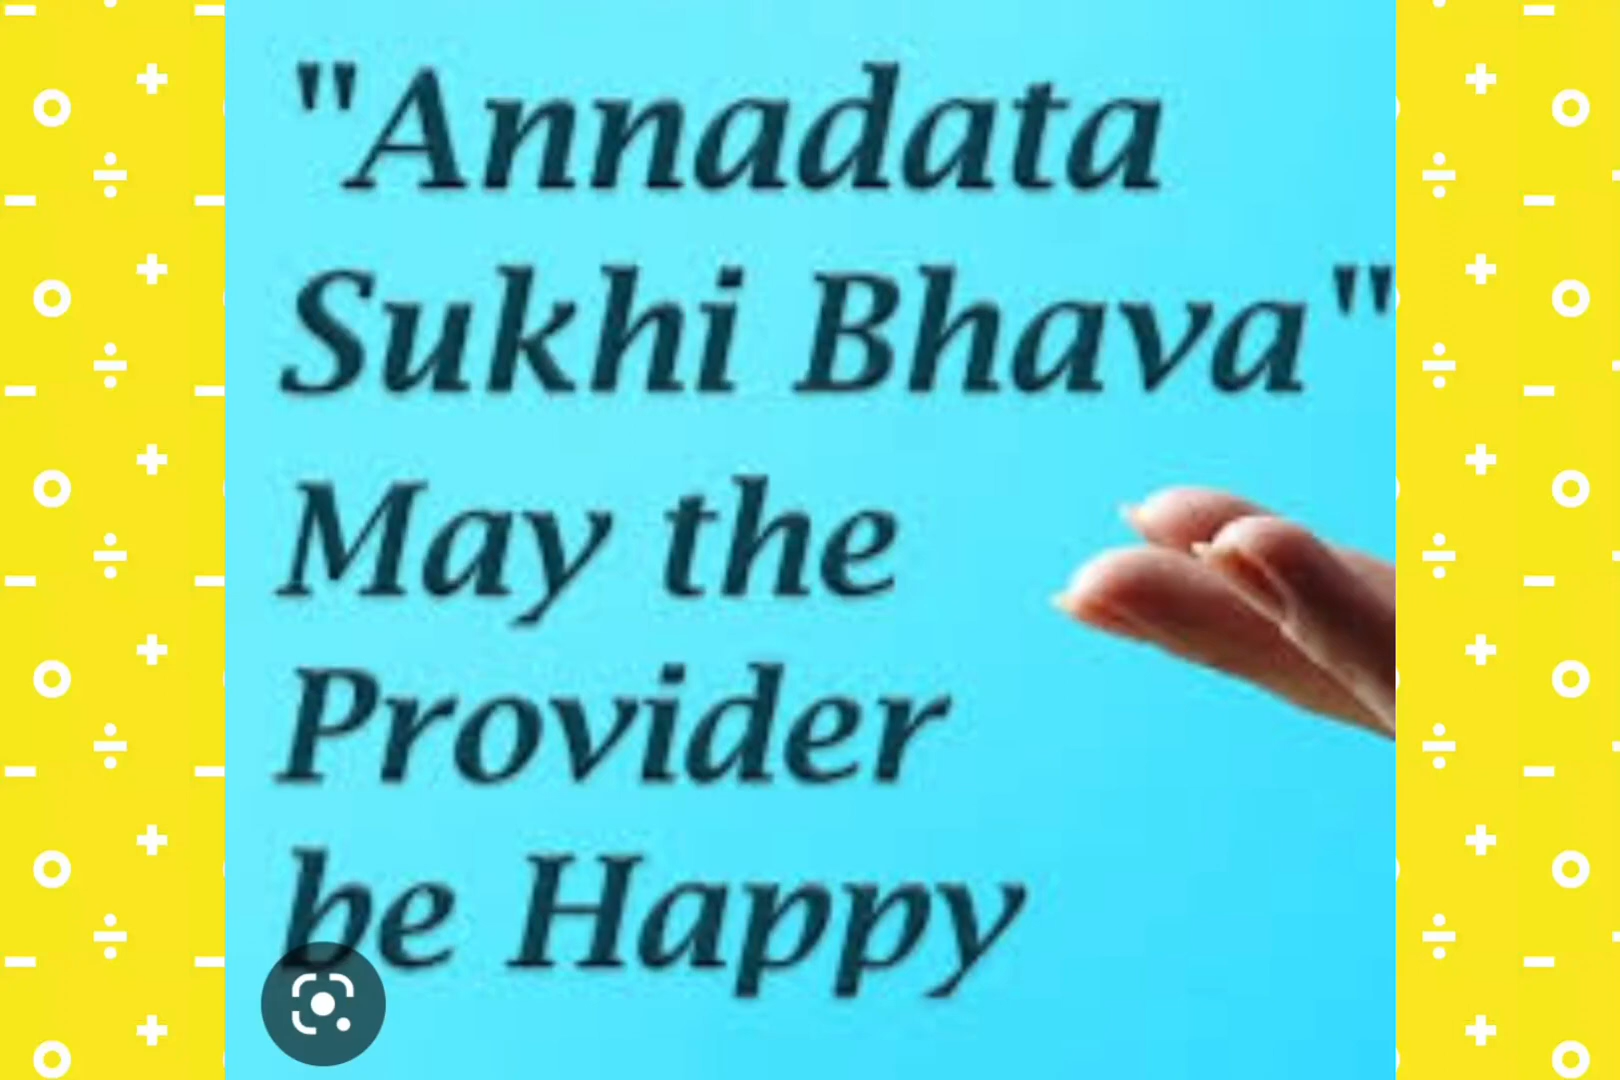 "Annadata
Sukhi Bhava"
May the
Provider
be Happy